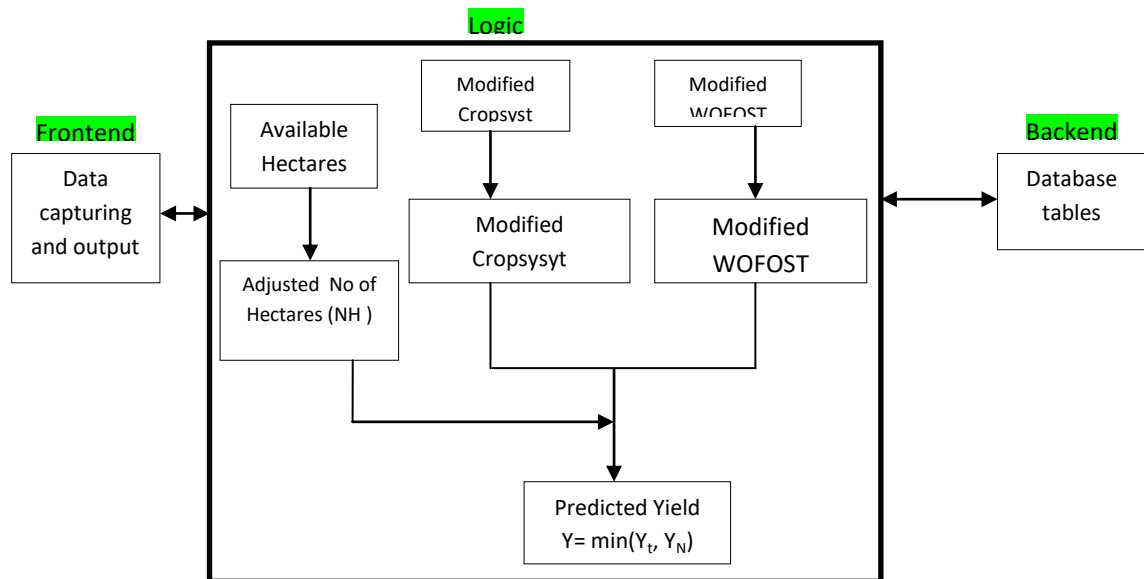 Logic
Frontend
Data
capturing
and output
Available
Hectares
Adjusted No of
Hectares (NH )
Modified
Cropsyst
Modified
Cropsysyt
Modified
WOFOST
Modified
WOFOST
Predicted Yield
Y= min(Yt, YN)
Backend
Database
tables